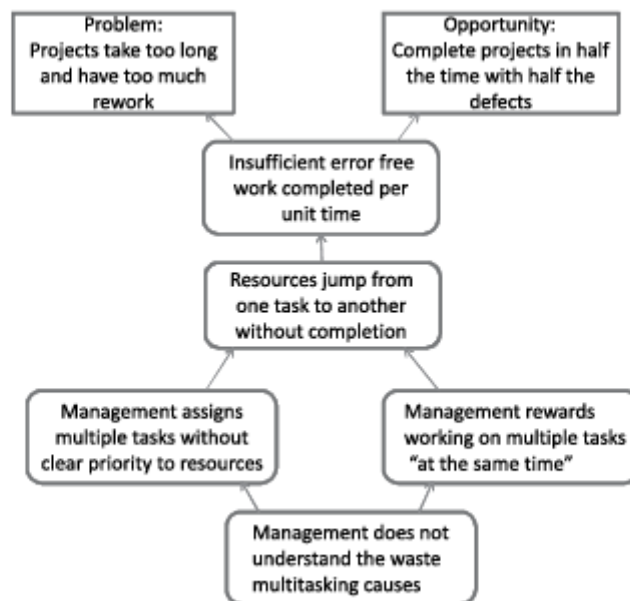 Problem:
Projects take too long
and have too much
rework
Opportunity:
Complete projects in half
the time with half the
defects
Insufficient error free
work completed per
unit time
Resources jump from
one task to another
without completion
Management assigns
multiple tasks without
clear priority to resources
Management rewards
working on multiple tasks
“at the same time”
Management does not
understand the waste
multitasking causes